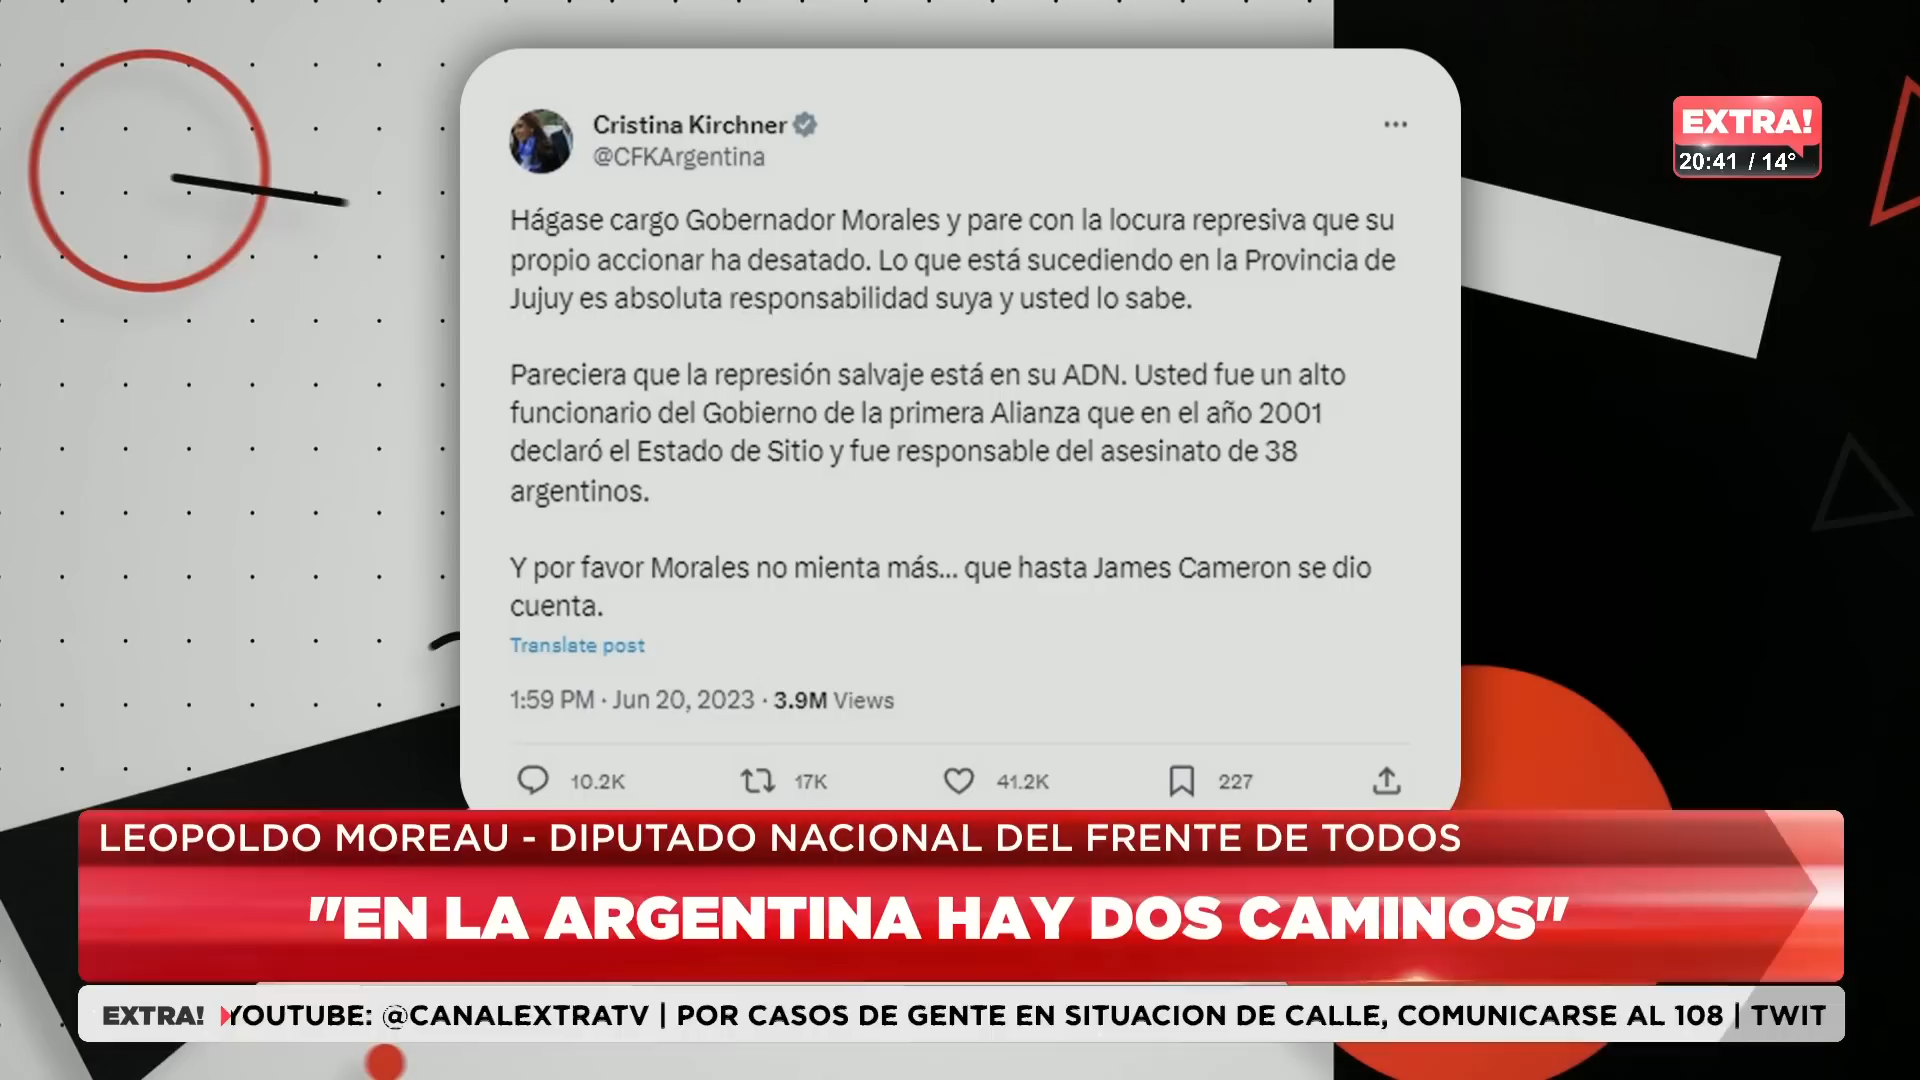 Cristina Kirchner
@CFKArgentina
EXTRA!
20:41 / 14°
Hágase cargo Gobernador Morales y pare con la locura represiva que su
propio accionar ha desatado. Lo que está sucediendo en la Provincia de
Jujuy es absoluta responsabilidad suya y usted lo sabe.
Pareciera que la represión salvaje está en su ADN. Usted fue un alto
funcionario del Gobierno de la primera Alianza que en el año 2001
declaró el Estado de Sitio y fue responsable del asesinato de 38
argentinos.
Y por favor Morales no mienta más... que hasta James Cameron se dio
cuenta.
Translate post
1:59 PM · Jun 20, 2023 · 3.9M Views
10.2K 17K 41.2K 227
LEOPOLDO MOREAU - DIPUTADO NACIONAL DEL FRENTE DE TODOS
"EN LA ARGENTINA HAY DOS CAMINOS"
EXTRA! YOUTUBE: @CANALEXTRATV | POR CASOS DE GENTE EN SITUACION DE CALLE, COMUNICARSE AL 108 | TWIT